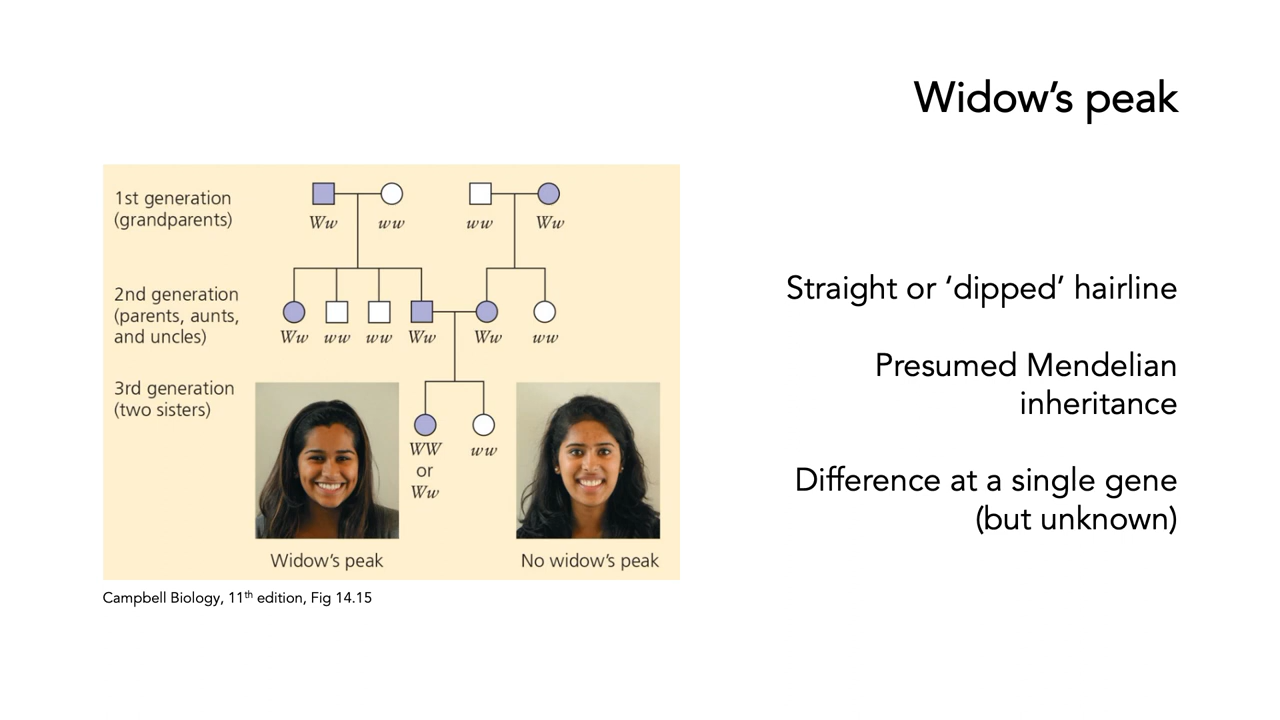 Widow’s peak
1st generation
(grandparents)
Ww ww ww Ww
2nd generation
(parents, aunts,
and uncles)
Ww ww ww Ww Ww ww
3rd generation
(two sisters)
WW
or
Ww
ww
Widow’s peak
No widow’s peak
Campbell Biology, 11th edition, Fig 14.15
Straight or ‘dipped’ hairline
Presumed Mendelian
inheritance
Difference at a single gene
(but unknown)